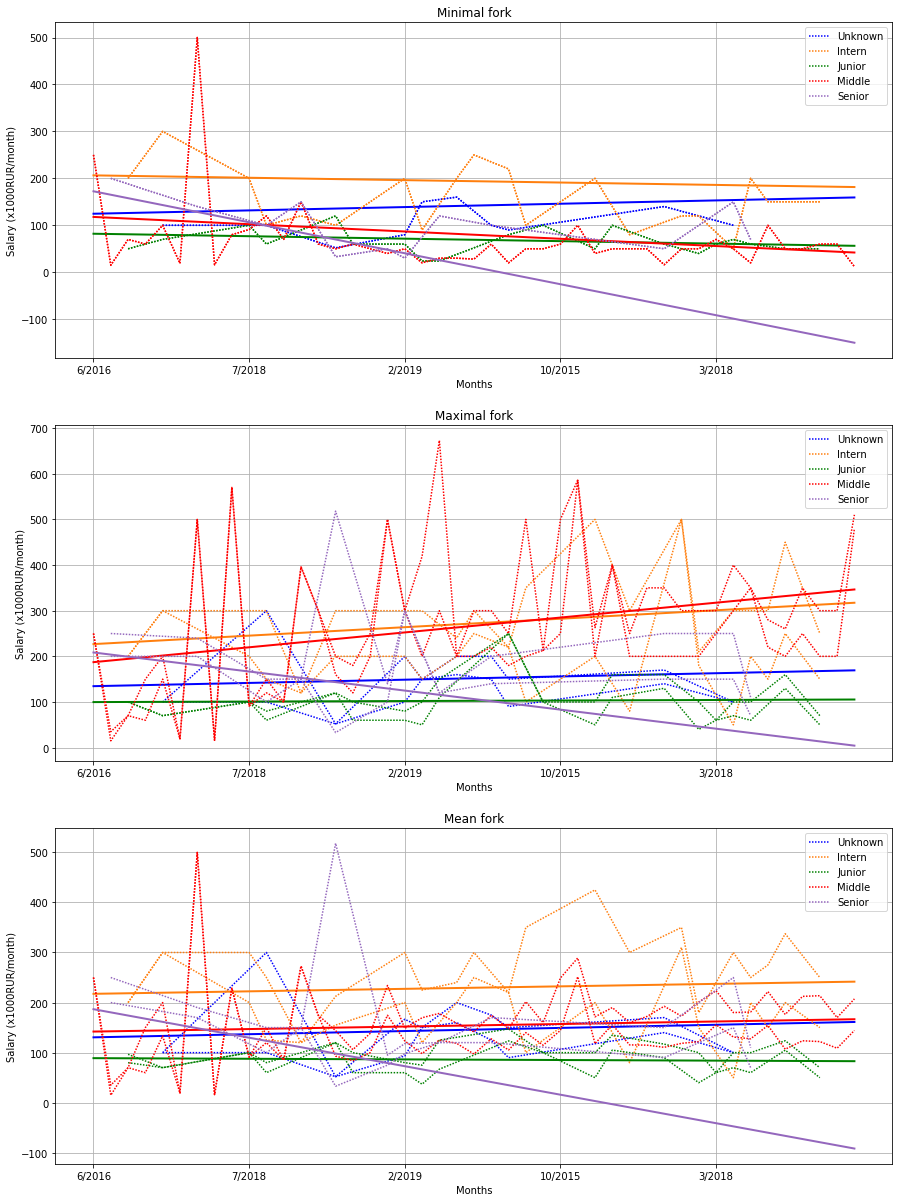 Minimal fork
Salary (x1000RUR/month)
500
400
300
200
100
0
−100
Unknown
Intern
Junior
Middle
Senior
6/2016 7/2018 2/2019 10/2015 3/2018
Months
Maximal fork
Salary (x1000RUR/month)
700
600
500
400
300
200
100
0
Unknown
Intern
Junior
Middle
Senior
6/2016 7/2018 2/2019 10/2015 3/2018
Months
Mean fork
Salary (x1000RUR/month)
500
400
300
200
100
0
−100
Unknown
Intern
Junior
Middle
Senior
6/2016 7/2018 2/2019 10/2015 3/2018
Months